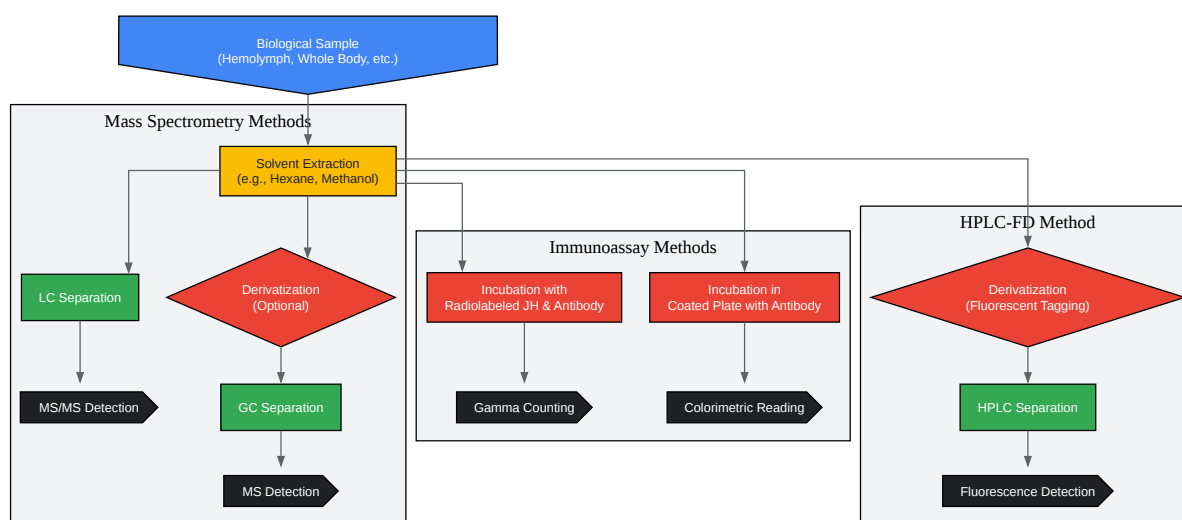 Biological Sample
(Hemolymph, Whole Body, etc.)
Mass Spectrometry Methods
Solvent Extraction
(e.g., Hexane, Methanol)
HPLC-FD Method
Immunoassay Methods
LC Separation
Derivatization
(Optional)
Incubation with
Radiolabeled JH & Antibody
Incubation in
Coated Plate with Antibody
Derivatization
(Fluorescent Tagging)
MS/MS Detection
GC Separation
Gamma Counting
Colorimetric Reading
HPLC Separation
MS Detection
Fluorescence Detection